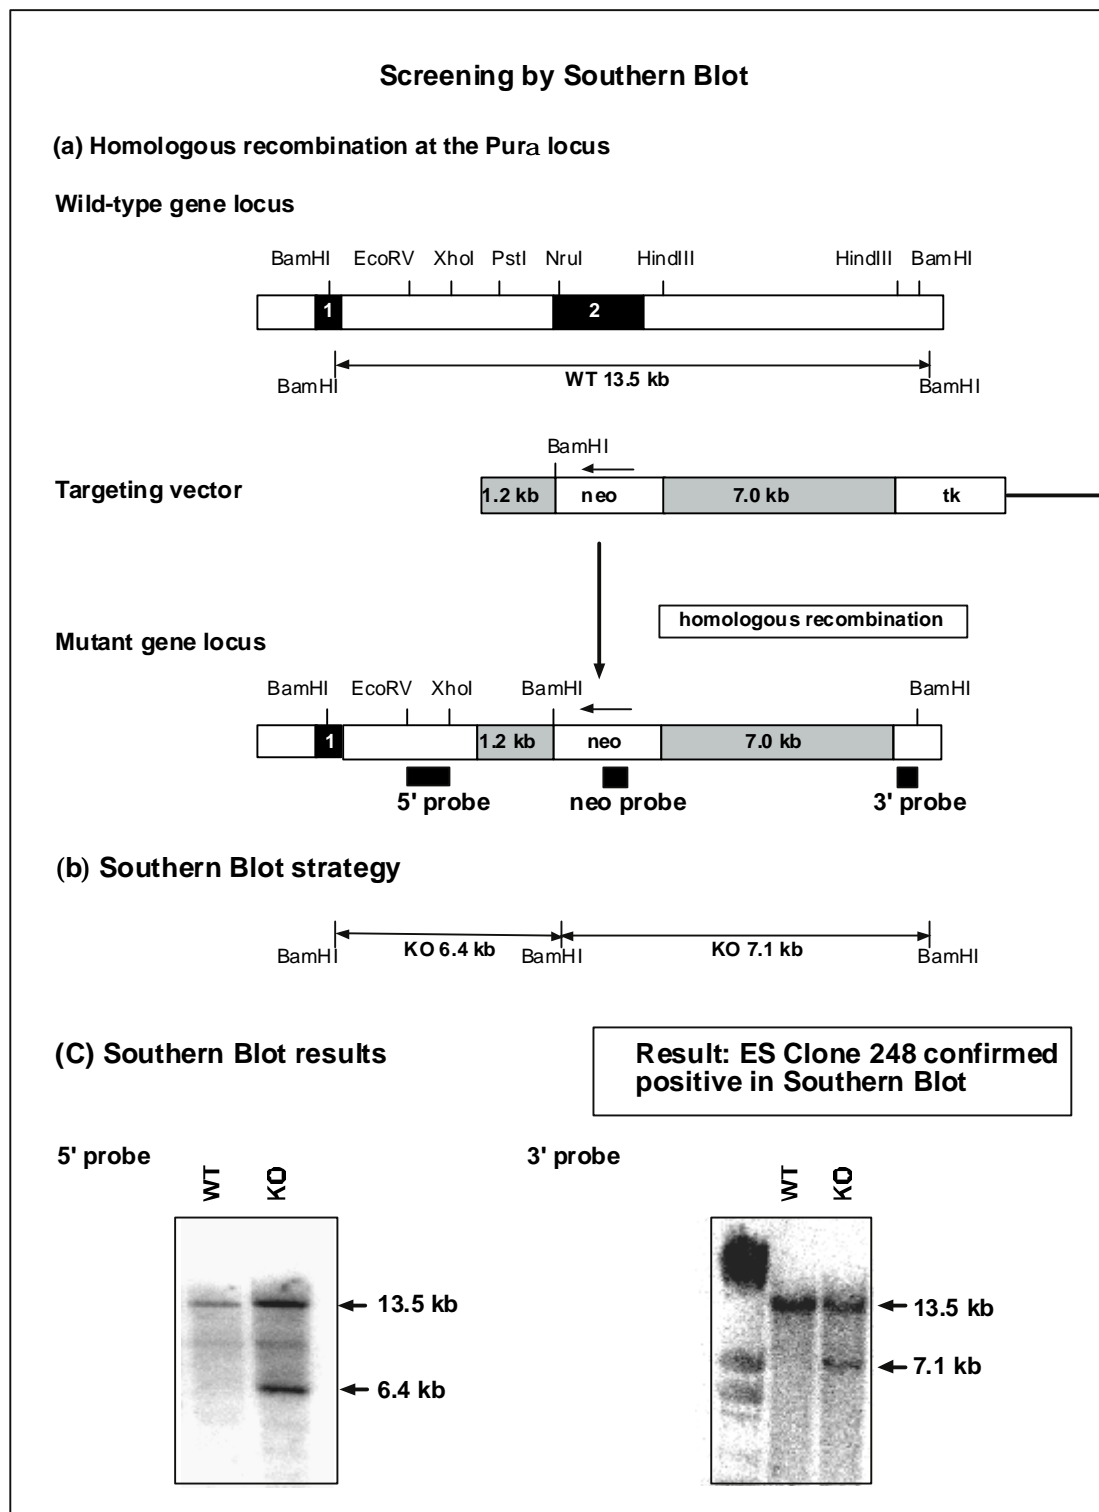 Screening by Southern Blot
(a) Homologous recombination at the Pura locus
Wild-type gene locus
BamHI EcoRV XhoI PstI NruI HindIII HindIII BamHI
1 2
WT 13.5 kb
BamHI BamHI
BamHI
Targeting vector
1.2 kb neo 7.0 kb tk
homologous recombination
Mutant gene locus
BamHI EcoRV XhoI BamHI BamHI
1 1.2 kb neo 7.0 kb
5' probe neo probe 3' probe
(b) Southern Blot strategy
BamHI KO 6.4 kb BamHI KO 7.1 kb BamHI
(C) Southern Blot results
Result: ES Clone 248 confirmed
positive in Southern Blot
5' probe
WT KO
13.5 kb
6.4 kb
3' probe
WT KO
13.5 kb
7.1 kb